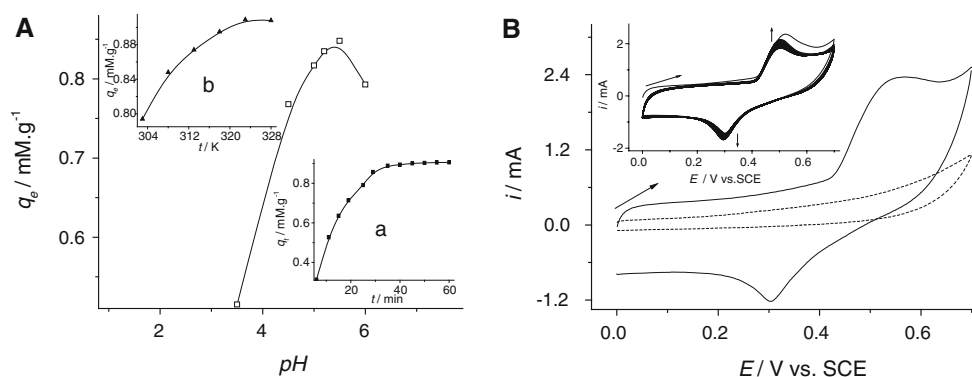 A
q_e / mM.g⁻¹
0.8
0.7
0.6
2 4 6
pH
q_e / mM.g⁻¹
0.88
0.84
0.80
304 312 320 328
t / K
b
q_t / mM.g⁻¹
0.8
0.6
0.4
20 40 60
t / min
a
B
i / mA
2.4
1.2
0.0
-1.2
0.0 0.2 0.4 0.6
E / V vs. SCE
i / mA
2
0
-2
0.0 0.2 0.4 0.6
E / V vs.SCE